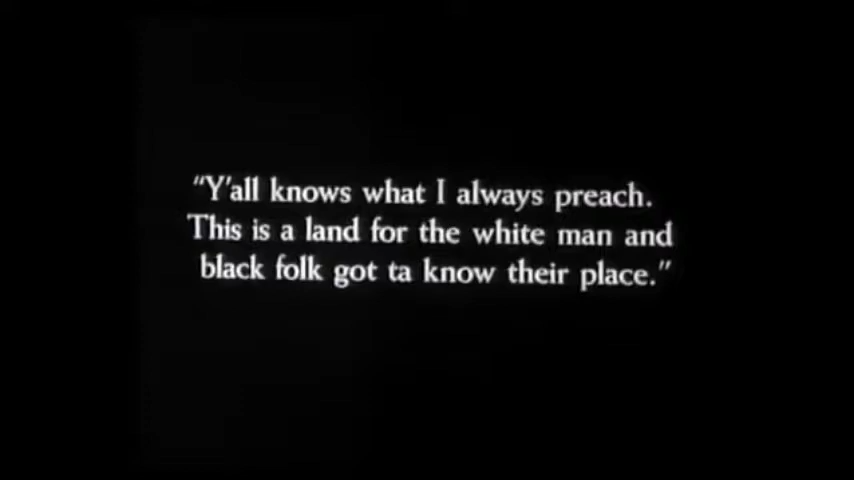 "Y'all knows what I always preach.
This is a land for the white man and
black folk got ta know their place."